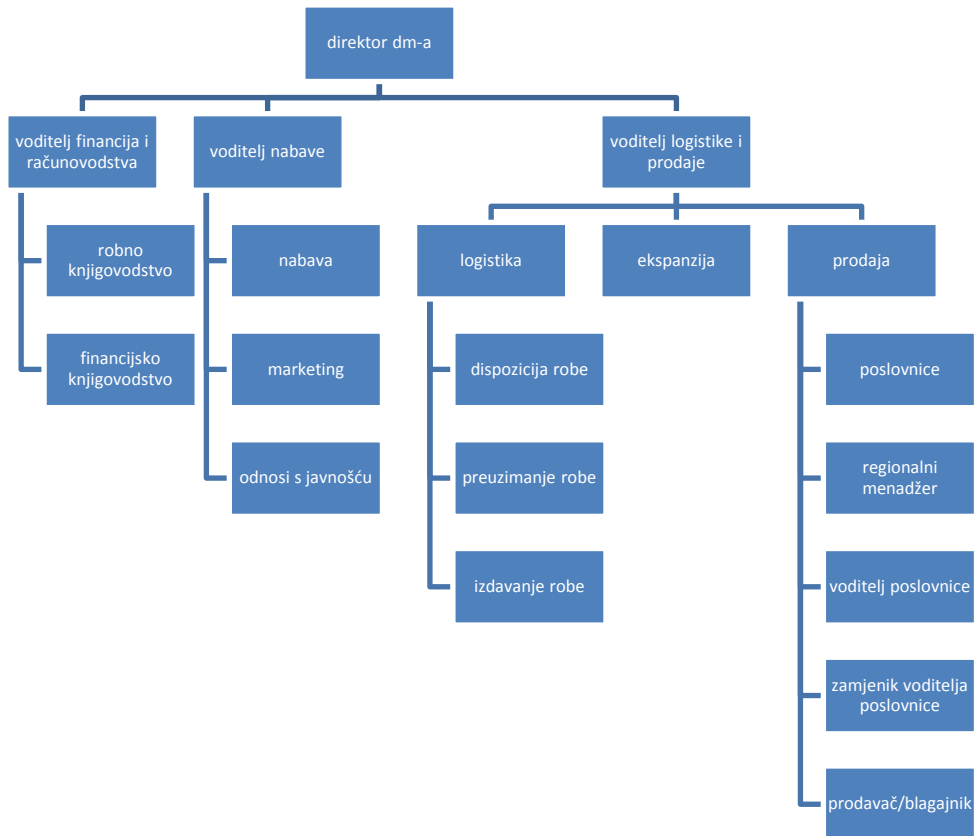 direktor dm-a
voditelj financija i
računovodstva
voditelj nabave
voditelj logistike i
prodaje
robno
knjigovodstvo
nabava
logistika
ekspanzija
prodaja
financijsko
knjigovodstvo
marketing
dispozicija robe
poslovnice
odnosi s javnošću
preuzimanje robe
regionalni
menadžer
izdavanje robe
voditelj poslovnice
zamjenik voditelja
poslovnice
prodavač/blagajnik